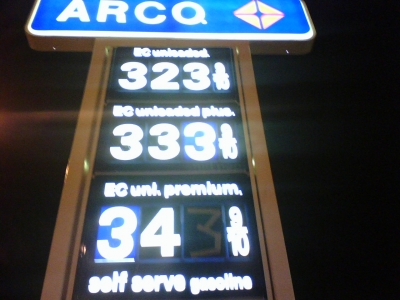 ARCO
EC unleaded.
323 9/10
EC unleaded plus.
333 9/10
EC unl. premium.
343 9/10
self serve gasoline